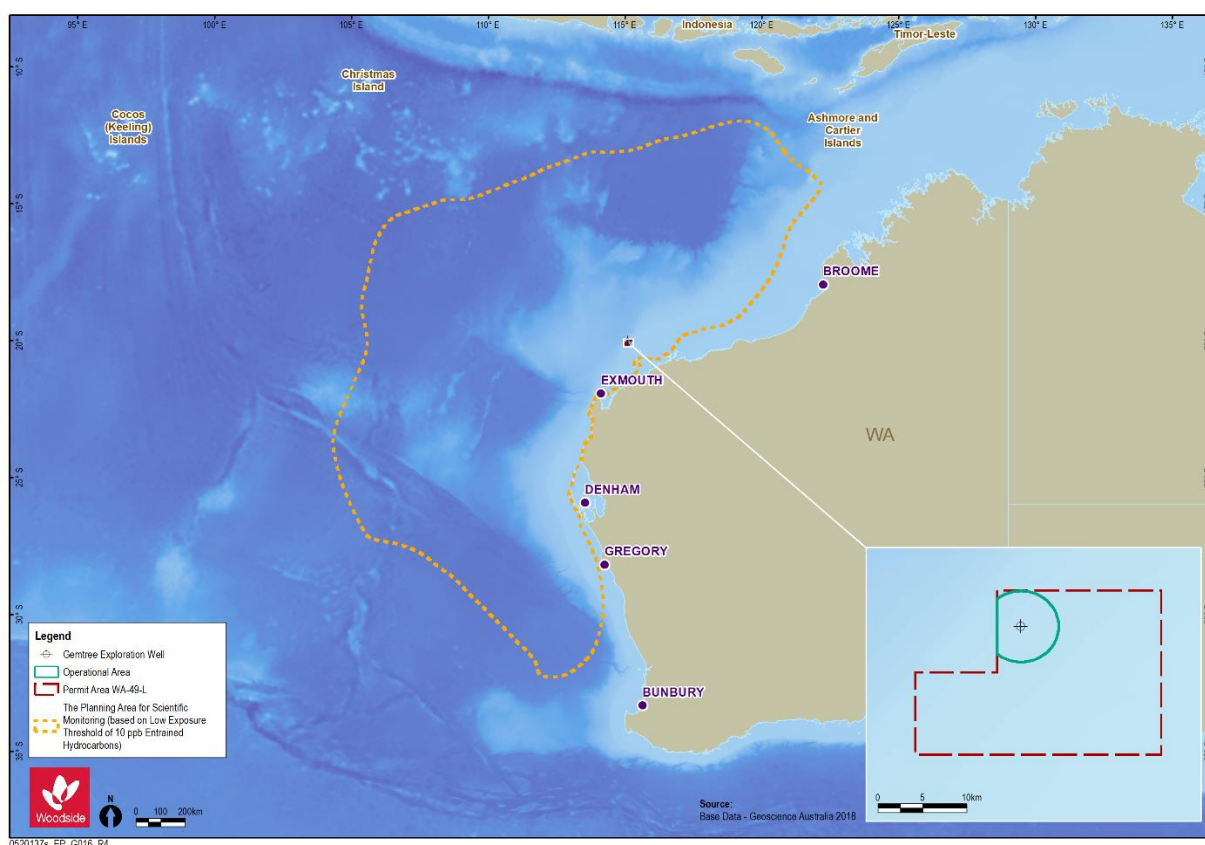 95° E
100° E
105° E
110° E
115° E
120° E
125° E
130° E
135° E
Indonesia
Timor-Leste
10° S
Christmas
Island
Cocos
(Keeling)
Islands
Ashmore and
Cartier
Islands
15° S
BROOME
20° S
EXMOUTH
WA
25° S
DENHAM
GREGORY
30° S
BUNBURY
35° S
Legend
Gemtree Exploration Well
Operational Area
Permit Area WA-49-L
The Planning Area for Scientific
Monitoring (based on Low Exposure
Threshold of 10 ppb Entrained
Hydrocarbons)
Woodside
N
0 100 200km
Source:
Base Data - Geoscience Australia 2018
0 5 10km
0520137s_EP_G016_R4